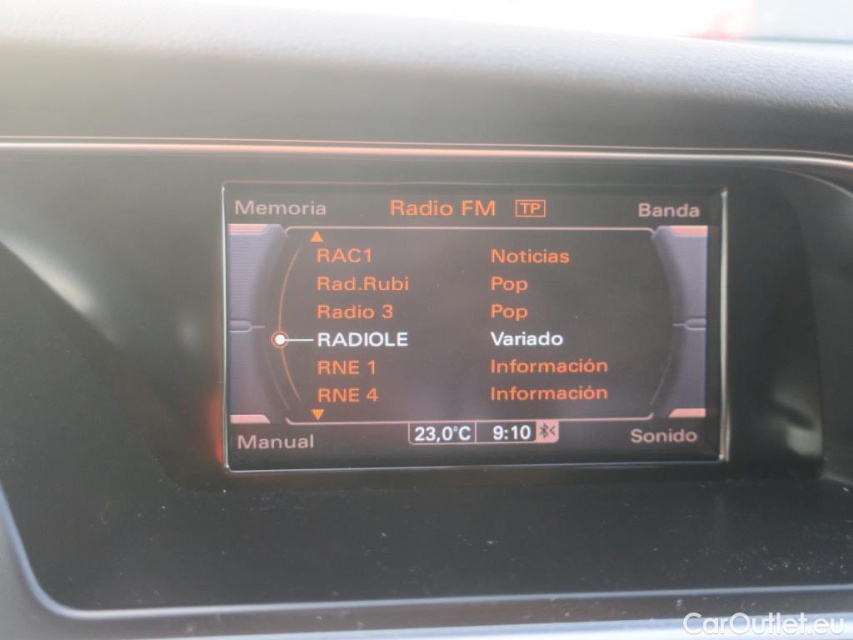 Memoria Radio FM TP Banda
RAC1 Noticias
Rad.Rubi Pop
Radio 3 Pop
RADIOLE Variado
RNE 1 Información
RNE 4 Información
Manual 23,0°C 9:10 Sonido
CarOutlet.eu